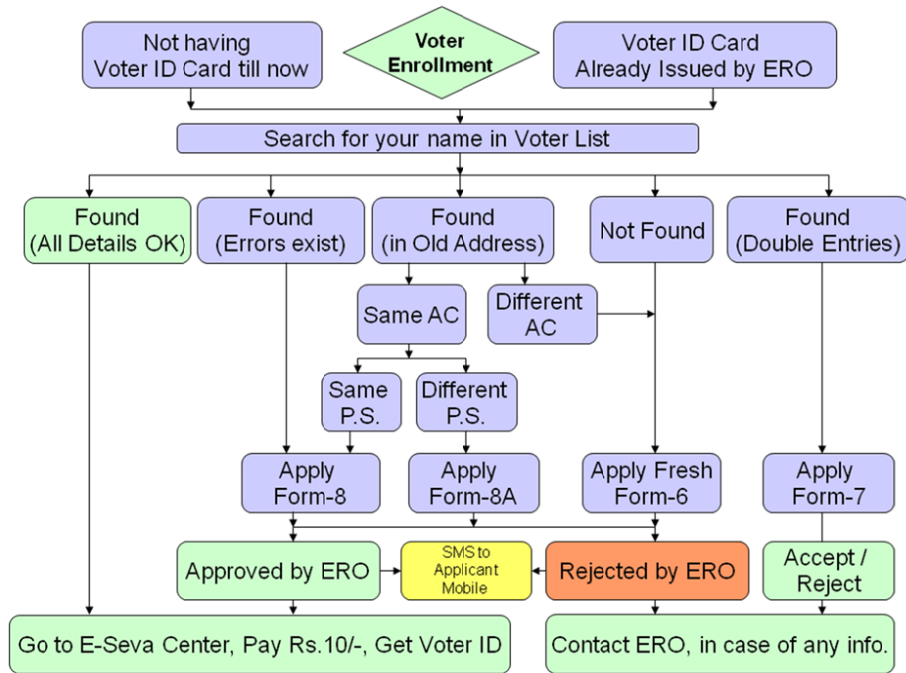 Not having
Voter ID Card till now
Voter
Enrollment
Voter ID Card
Already Issued by ERO
Search for your name in Voter List
Found
(All Details OK)
Found
(Errors exist)
Found
(in Old Address)
Not Found
Found
(Double Entries)
Same AC
Different
AC
Same
P.S.
Different
P.S.
Apply
Form-8
Apply
Form-8A
Apply Fresh
Form-6
Apply
Form-7
Approved by ERO
SMS to
Applicant
Mobile
Rejected by ERO
Accept /
Reject
Go to E-Seva Center, Pay Rs.10/-, Get Voter ID
Contact ERO, in case of any info.